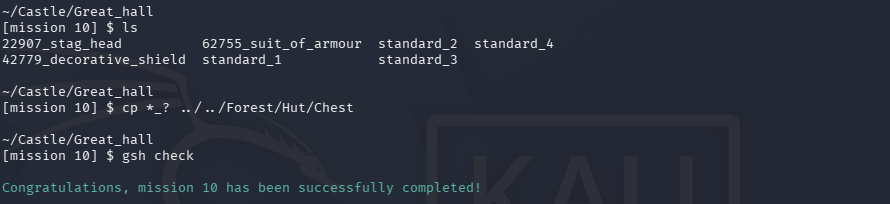 ~/Castle/Great_hall
[mission 10] $ ls
22907_stag_head          62755_suit_of_armour  standard_2  standard_4
42779_decorative_shield  standard_1            standard_3
~/Castle/Great_hall
[mission 10] $ cp *_? ../../Forest/Hut/Chest
~/Castle/Great_hall
[mission 10] $ gsh check
Congratulations, mission 10 has been successfully completed!
KALI